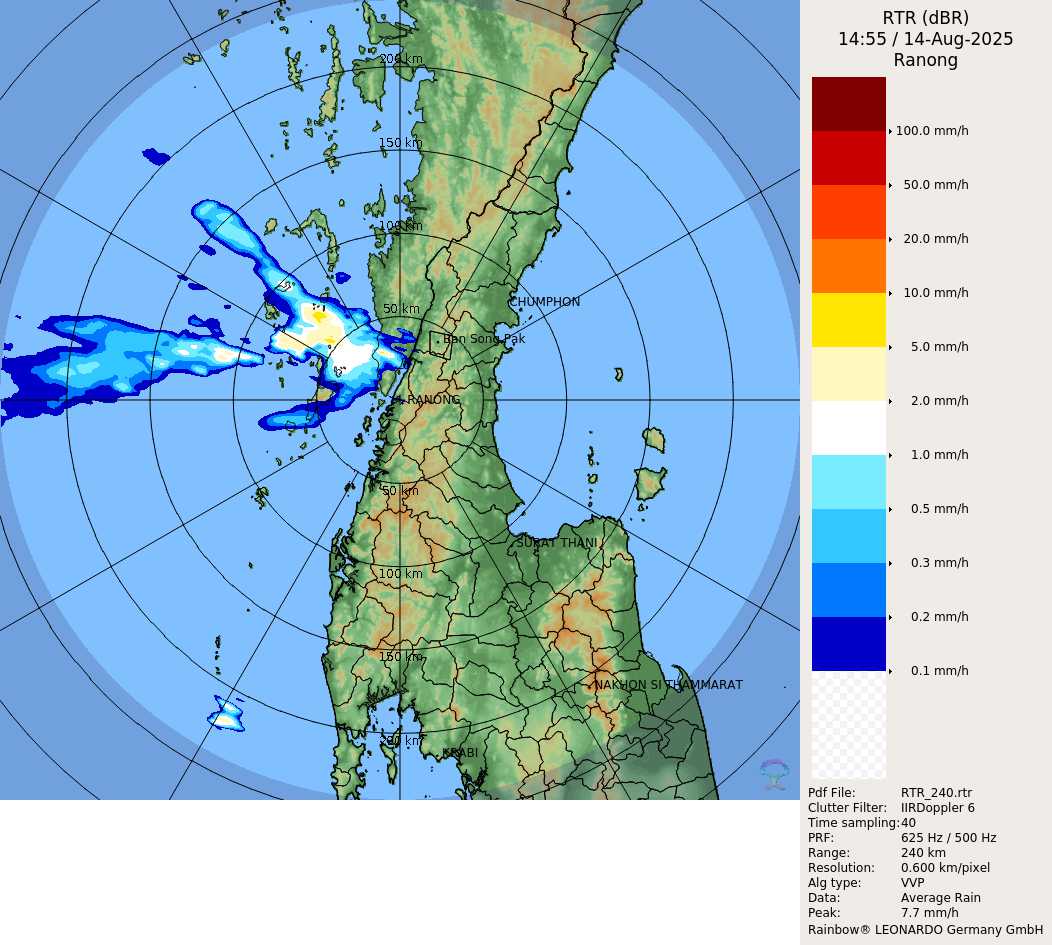 RTR (dBR)
14:55 / 14-Aug-2025
Ranong
200 km
150 km
100 km
50 km
CHUMPHON
Ban Song Pak
RANONG
50 km
SURAT THANI
100 km
150 km
NAKHON SI THAMMARAT
200 km
KRABI
100.0 mm/h
50.0 mm/h
20.0 mm/h
10.0 mm/h
5.0 mm/h
2.0 mm/h
1.0 mm/h
0.5 mm/h
0.3 mm/h
0.2 mm/h
0.1 mm/h
Pdf File: RTR_240.rtr
Clutter Filter: IIRDoppler 6
Time sampling: 40
PRF: 625 Hz / 500 Hz
Range: 240 km
Resolution: 0.600 km/pixel
Alg type: VVP
Data: Average Rain
Peak: 7.7 mm/h
Rainbow® LEONARDO Germany GmbH